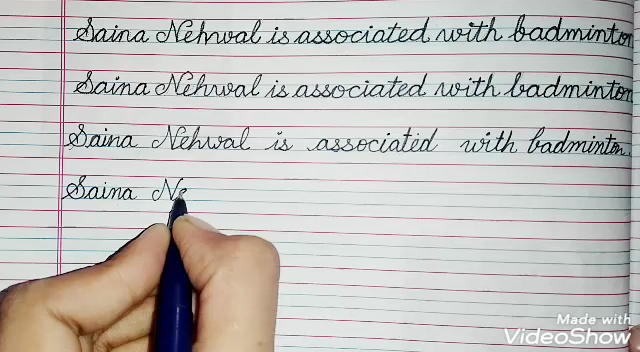 Saina Nehwal is associated with badminton
Saina Nehwal is associated with badminton
Saina Nehwal is associated with badminton.
Saina Ne
Made with
VideoShow